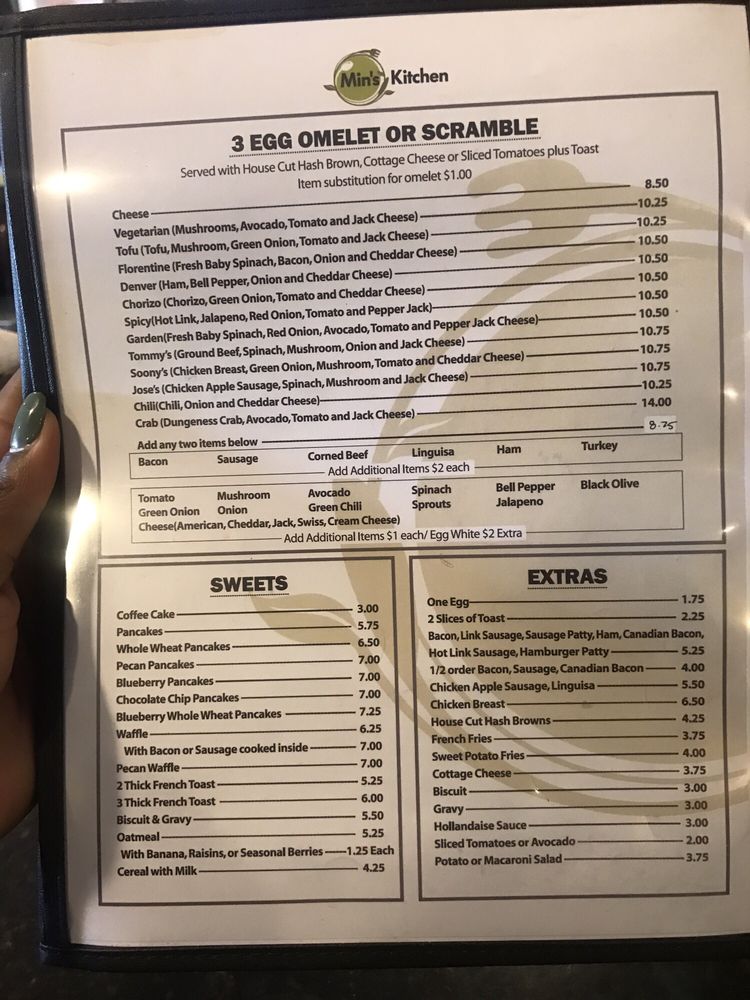 Min's Kitchen
3 EGG OMELET OR SCRAMBLE
Served with House Cut Hash Brown, Cottage Cheese or Sliced Tomatoes plus Toast
Item substitution for omelet $1.00
Cheese 8.50
Vegetarian (Mushrooms, Avocado, Tomato and Jack Cheese) 10.25
Tofu (Tofu, Mushroom, Green Onion, Tomato and Jack Cheese) 10.25
Florentine (Fresh Baby Spinach, Bacon, Onion and Cheddar Cheese) 10.50
Denver (Ham, Bell Pepper, Onion and Cheddar Cheese) 10.50
Chorizo (Chorizo, Green Onion, Tomato and Cheddar Cheese) 10.50
Spicy(Hot Link, Jalapeno, Red Onion, Tomato and Pepper Jack) 10.50
Garden(Fresh Baby Spinach, Red Onion, Avocado, Tomato and Pepper Jack Cheese) 10.50
Tommy's (Ground Beef, Spinach, Mushroom, Onion and Jack Cheese) 10.75
Soony's (Chicken Breast, Green Onion, Mushroom, Tomato and Cheddar Cheese) 10.75
Jose's (Chicken Apple Sausage, Spinach, Mushroom and Jack Cheese) 10.75
Chili(Chili, Onion and Cheddar Cheese) 10.25
Crab (Dungeness Crab, Avocado, Tomato and Jack Cheese) 14.00
Add any two items below 8.75
Bacon Sausage Corned Beef Linguisa Ham Turkey
Add Additional Items $2 each
Tomato Mushroom Avocado Spinach Bell Pepper Black Olive
Green Onion Onion Green Chili Sprouts Jalapeno
Cheese(American, Cheddar, Jack, Swiss, Cream Cheese)
Add Additional Items $1 each/ Egg White $2 Extra
SWEETS
Coffee Cake 3.00
Pancakes 5.75
Whole Wheat Pancakes 6.50
Pecan Pancakes 7.00
Blueberry Pancakes 7.00
Chocolate Chip Pancakes 7.00
Blueberry Whole Wheat Pancakes 7.25
Waffle 6.25
With Bacon or Sausage cooked inside 7.00
Pecan Waffle 7.00
2 Thick French Toast 5.25
3 Thick French Toast 6.00
Biscuit & Gravy 5.50
Oatmeal 5.25
With Banana, Raisins, or Seasonal Berries 1.25 Each
Cereal with Milk 4.25
EXTRAS
One Egg 1.75
2 Slices of Toast 2.25
Bacon, Link Sausage, Sausage Patty, Ham, Canadian Bacon,
Hot Link Sausage, Hamburger Patty 5.25
1/2 order Bacon, Sausage, Canadian Bacon 4.00
Chicken Apple Sausage, Linguisa 5.50
Chicken Breast 6.50
House Cut Hash Browns 4.25
French Fries 3.75
Sweet Potato Fries 4.00
Cottage Cheese 3.75
Biscuit 3.00
Gravy 3.00
Hollandaise Sauce 3.00
Sliced Tomatoes or Avocado 2.00
Potato or Macaroni Salad 3.75